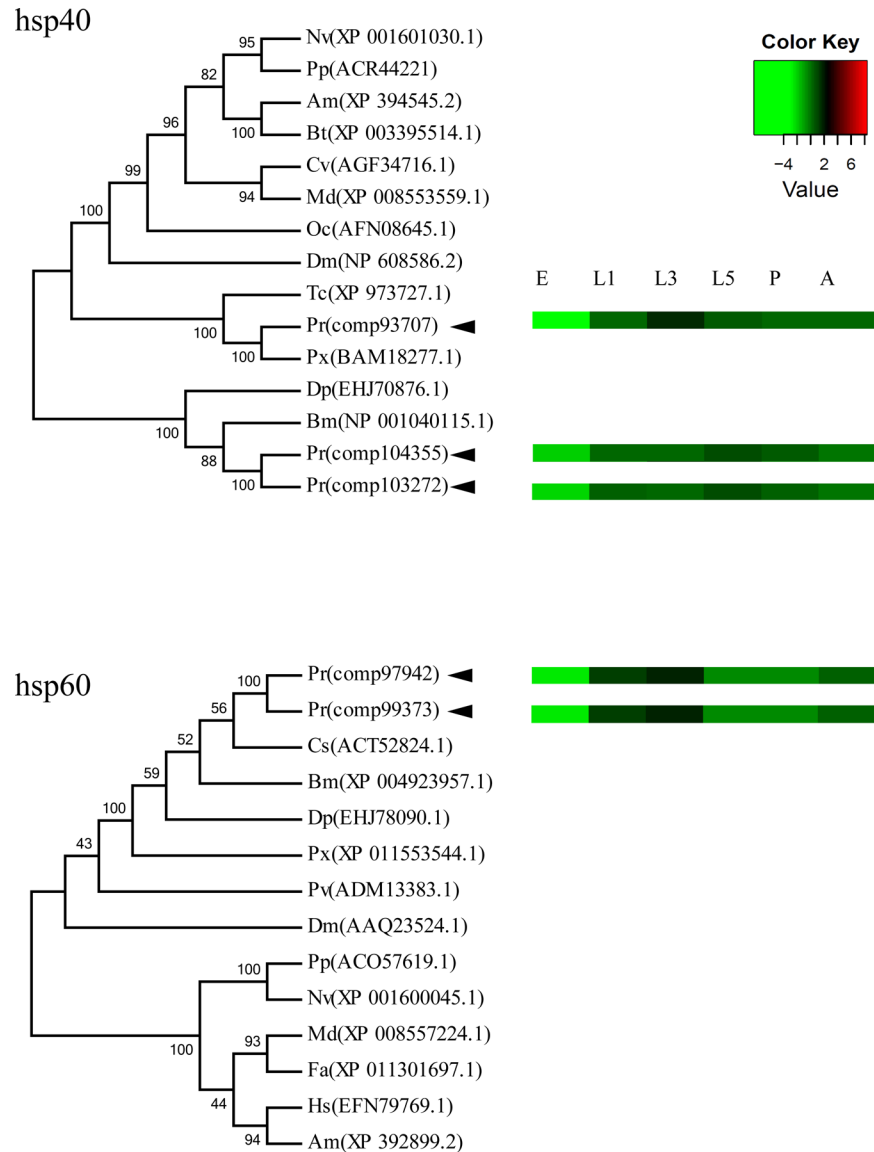 hsp40
Nv(XP 001601030.1)
95
Pp(ACR44221)
82
Am(XP 394545.2)
100
Bt(XP 003395514.1)
96
Cv(AGF34716.1)
94
Md(XP 008553559.1)
99
Oc(AFN08645.1)
100
Dm(NP 608586.2)
Tc(XP 973727.1)
100
Pr(comp93707)
100
Px(BAM18277.1)
Dp(EHJ70876.1)
100
Bm(NP 001040115.1)
88
Pr(comp104355)
100
Pr(comp103272)
Color Key
−4 2 6
Value
E L1 L3 L5 P A
hsp60
Pr(comp97942)
100
Pr(comp99373)
56
Cs(ACT52824.1)
52
Bm(XP 004923957.1)
59
Dp(EHJ78090.1)
100
Px(XP 011553544.1)
43
Pv(ADM13383.1)
Dm(AAQ23524.1)
Pp(ACO57619.1)
100
Nv(XP 001600045.1)
100
Md(XP 008557224.1)
93
Fa(XP 011301697.1)
44
Hs(EFN79769.1)
94
Am(XP 392899.2)